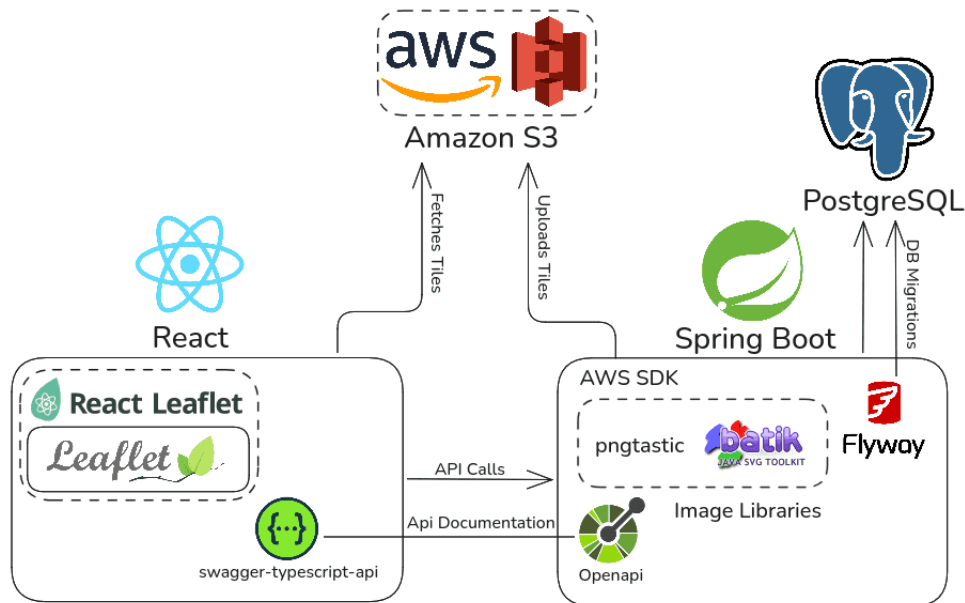 aws
Amazon S3
PostgreSQL
Fetches Tiles
Uploads Tiles
DB Migrations
React
Spring Boot
React Leaflet
Leaflet
AWS SDK
pngtastic
batik
JAVA SVG TOOLKIT
Image Libraries
Flyway
API Calls
Api Documentation
{···}
swagger-typescript-api
Openapi